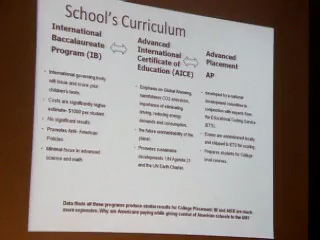 School's Curriculum
International
Baccalaureate
Program (IB)
Advanced
International
Certificate of
Education (AICE)
Advanced
Placement
AP
International governing body
will issue and score your
children's tests.
Costs are significantly higher
estimate- $1000 per student
No significant results
Promotes Anti- American
Policies
Minimal focus in advanced
science and math
Emphasis on Global Warming,
CO2 emissions,
importance of eliminating
driving, reducing energy
demands and consumption,
the future of the
planet.
Promotes sustainable
developments UN Agenda 21
and the UN Earth Charter.
developed by a national
development committee in
conjunction with experts from
the Educational Testing Service
(ETS).
Exams are administered locally
and shipped to ETS for scoring
Prepares students for College
level courses.
Data finds all three programs produce similar results for College Placement; IB and AICE are much
more expensive. Why are Americans paying while giving control of American schools to the UN?